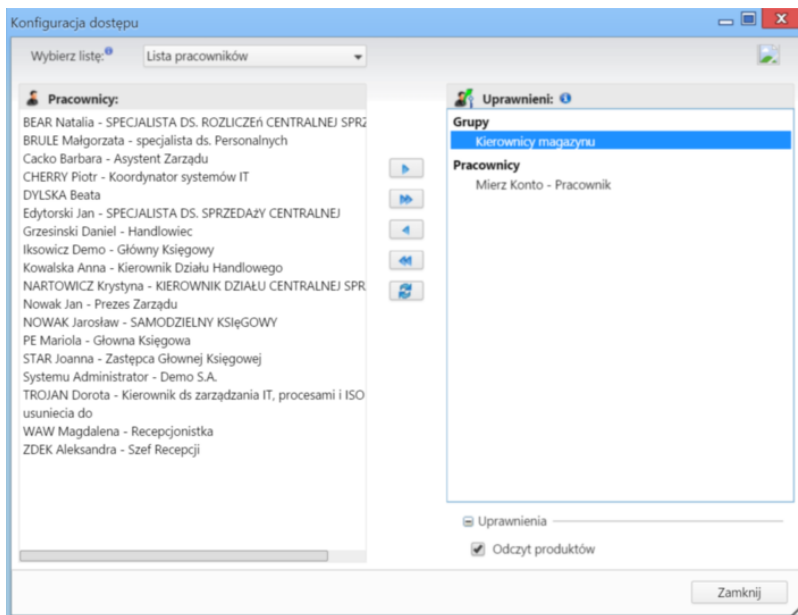 Konfiguracja dostępu
Wybierz listę:
Lista pracowników
Pracownicy:
BEAR Natalia - SPECJALISTA DS. ROZLICZEń CENTRALNEJ SPRZ
BRULE Małgorzata - specjalista ds. Personalnych
Cacko Barbara - Asystent Zarządu
CHERRY Piotr - Koordynator systemów IT
DYLSKA Beata
Edytorski Jan - SPECJALISTA DS. SPRZEDAżY CENTRALNEJ
Grzesinski Daniel - Handlowiec
Iksowicz Demo - Główny Księgowy
Kowalska Anna - Kierownik Działu Handlowego
NARTOWICZ Krystyna - KIEROWNIK DZIAŁU CENTRALNEJ SPR
Nowak Jan - Prezes Zarządu
NOWAK Jarosław - SAMODZIELNY KSIęGOWY
PE Mariola - Głowna Księgowa
STAR Joanna - Zastępca Głownej Księgowej
Systemu Administrator - Demo S.A.
TROJAN Dorota - Kierownik ds zarządzania IT, procesami i ISO
usuniecia do
WAW Magdalena - Recepcjonistka
ZDEK Aleksandra - Szef Recepcji
Uprawnieni:
Grupy
Kierownicy magazynu
Pracownicy
Mierz Konto - Pracownik
Uprawnienia
Odczyt produktów
Zamknij